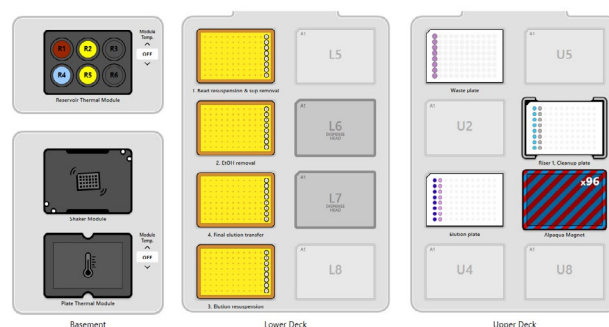 Module
Temp.
OFF
R1 R2 R3
R4 R5 R6
Reservoir Thermal Module
Shaker Module
Module
Temp.
OFF
Plate Thermal Module
Basement
1. Bead resuspension & sup removal
A1
L5
2. EtOH removal
A1
L6
DISPENSE
HEAD
4. Final elution transfer
A1
L7
DISPENSE
HEAD
3. Elution resuspension
A1
L8
Lower Deck
Waste plate
A1
U5
A1
U2
Riser 1, Cleanup plate
Elution plate
x96
Alpaqua Magnet
A1
U4
A1
U8
Upper Deck